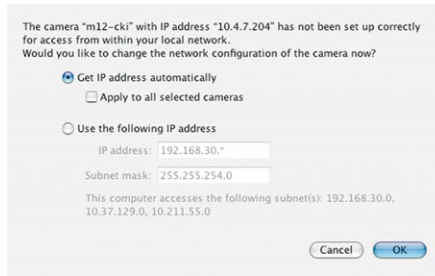 The camera "m12-cki" with IP address "10.4.7.204" has not been set up correctly
for access from within your local network.
Would you like to change the network configuration of the camera now?
Get IP address automatically
Apply to all selected cameras
Use the following IP address
IP address: 192.168.30.*
Subnet mask: 255.255.254.0
This computer accesses the following subnet(s): 192.168.30.0,
10.37.129.0, 10.211.55.0
Cancel OK